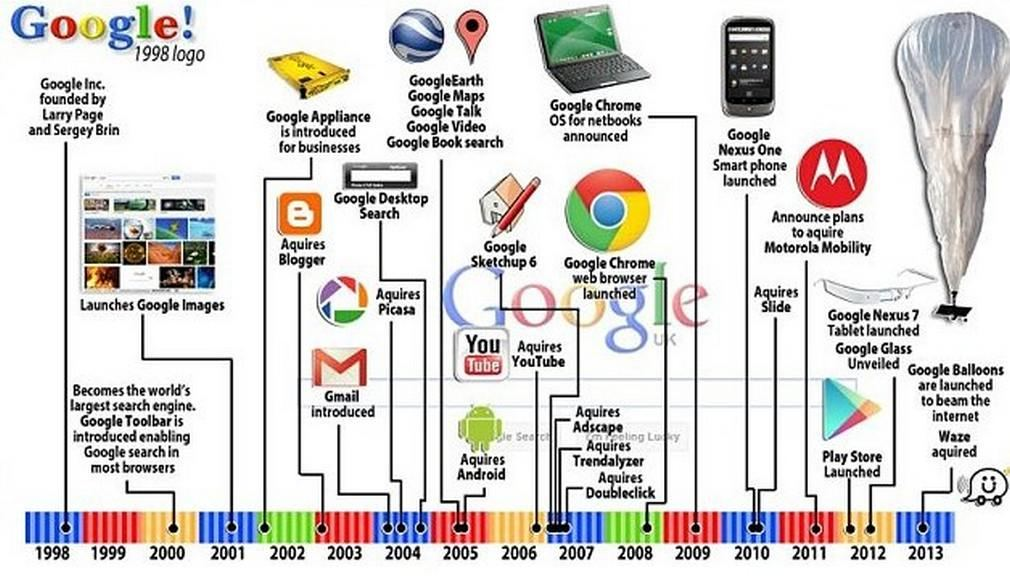 Google!
1998 logo
Google Inc.
founded by
Larry Page
and Sergey Brin
Launches Google Images
Becomes the world's
largest search engine.
Google Toolbar is
introduced enabling
Google search in
most browsers
Google Appliance
is introduced
for businesses
Aquires
Blogger
Google Desktop
Search
Aquires
Picasa
Gmail
introduced
GoogleEarth
Google Maps
Google Talk
Google Video
Google Book search
Aquires
Android
Google
Sketchup 6
You
Tube
Aquires
YouTube
Google
UK
Google Search
I'm Feeling Lucky
Aquires
Adscape
Aquires
Trendalyzer
Aquires
Doubleclick
Google Chrome
web browser
launched
Google Chrome
OS for netbooks
announced
Google
Nexus One
Smart phone
launched
Aquires
Slide
Announce plans
to aquire
Motorola Mobility
Play Store
Launched
Google Nexus 7
Tablet launched
Google Glass
Unveiled
Google Balloons
are launched
to beam the
internet
Waze
aquired
1998 1999 2000 2001 2002 2003 2004 2005 2006 2007 2008 2009 2010 2011 2012 2013